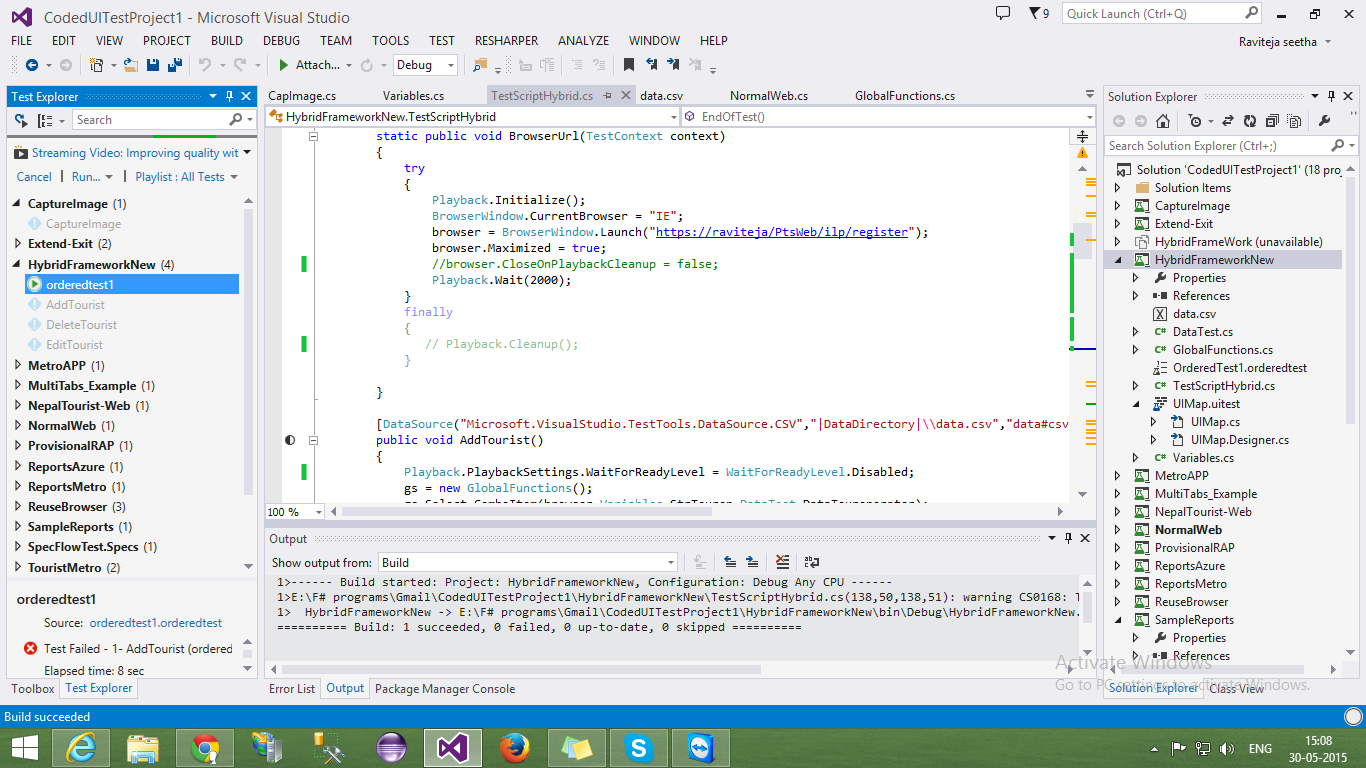 CodedUITestProject1 - Microsoft Visual Studio
9
Quick Launch (Ctrl+Q)
FILE EDIT VIEW PROJECT BUILD DEBUG TEAM TOOLS TEST RESHARPER ANALYZE WINDOW HELP
Raviteja seetha
Attach...
Debug
Test Explorer
Search
Streaming Video: Improving quality wit
Cancel | Run... | Playlist : All Tests
CaptureImage (1)
CaptureImage
Extend-Exit (2)
HybridFrameworkNew (4)
orderedtest1
AddTourist
DeleteTourist
EditTourist
MetroAPP (1)
MultiTabs_Example (1)
NepalTourist-Web (1)
NormalWeb (1)
ProvisionalRAP (1)
ReportsAzure (1)
ReportsMetro (1)
ReuseBrowser (3)
SampleReports (1)
SpecFlowTest.Specs (1)
TouristMetro (2)
orderedtest1
Source: orderedtest1.orderedtest
Test Failed - 1- AddTourist (ordered
Elapsed time: 8 sec
Toolbox Test Explorer
CapImage.cs Variables.cs TestScriptHybrid.cs data.csv NormalWeb.cs GlobalFunctions.cs
HybridFrameworkNew.TestScriptHybrid
EndOfTest()
static public void BrowserUrl(TestContext context)
{
try
{
Playback.Initialize();
BrowserWindow.CurrentBrowser = "IE";
browser = BrowserWindow.Launch("https://raviteja/PtsWeb/ilp/register");
browser.Maximized = true;
//browser.CloseOnPlaybackCleanup = false;
Playback.Wait(2000);
}
finally
{
// Playback.Cleanup();
}
}
[DataSource("Microsoft.VisualStudio.TestTools.DataSource.CSV","|DataDirectory|\\data.csv","data#csv
public void AddTourist()
{
Playback.PlaybackSettings.WaitForReadyLevel = WaitForReadyLevel.Disabled;
gs = new GlobalFunctions();
100 %
Output
Show output from: Build
1>------ Build started: Project: HybridFrameworkNew, Configuration: Debug Any CPU ------
1>E:\F# programs\Gmail\CodedUITestProject1\HybridFrameworkNew\TestScriptHybrid.cs(138,50,138,51): warning CS0168: T
1> HybridFrameworkNew -> E:\F# programs\Gmail\CodedUITestProject1\HybridFrameworkNew\bin\Debug\HybridFrameworkNew.
========== Build: 1 succeeded, 0 failed, 0 up-to-date, 0 skipped ==========
Error List Output Package Manager Console
Solution Explorer
Search Solution Explorer (Ctrl+;)
Solution 'CodedUITestProject1' (18 proj
Solution Items
CaptureImage
Extend-Exit
HybridFrameWork (unavailable)
HybridFrameworkNew
Properties
References
data.csv
DataTest.cs
GlobalFunctions.cs
OrderedTest1.orderedtest
TestScriptHybrid.cs
UIMap.uitest
UIMap.cs
UIMap.Designer.cs
Variables.cs
MetroAPP
MultiTabs_Example
NepalTourist-Web
NormalWeb
ProvisionalRAP
ReportsAzure
ReportsMetro
ReuseBrowser
SampleReports
Properties
References
Activate Windows
Go to PC settings to activate Windows.
Solution Explorer Class View
Build succeeded
ENG
15:08
30-05-2015